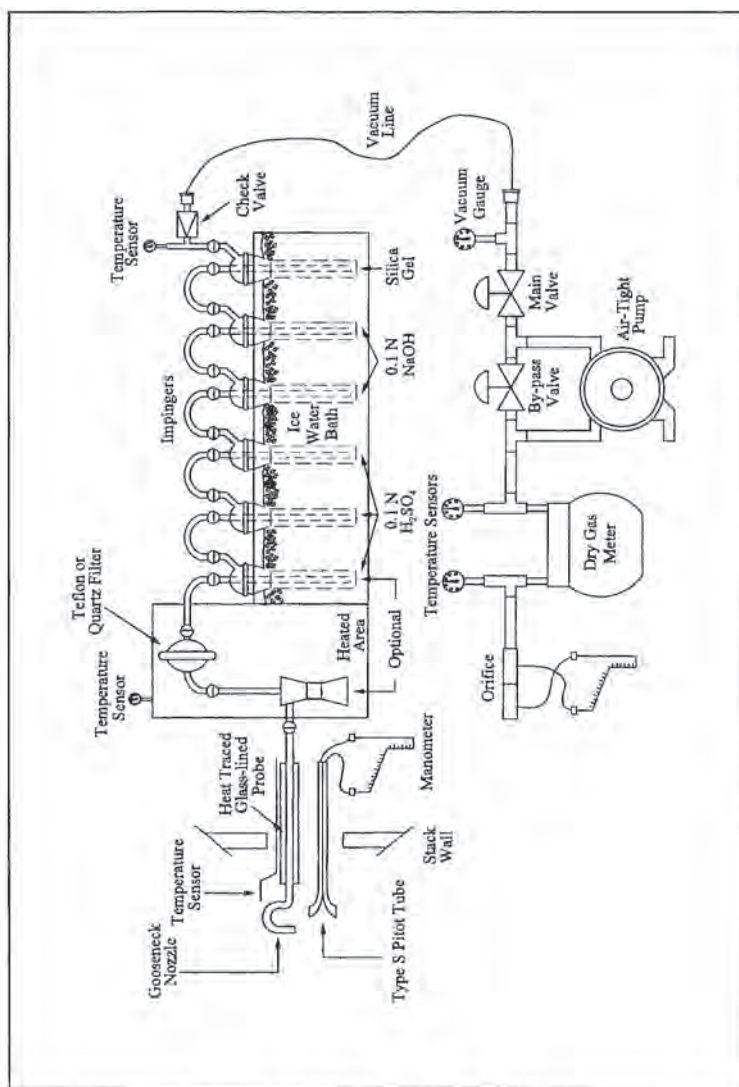 Temperature
Sensor
Check
Valve
Vacuum
Line
Impingers
Teflon or
Quartz Filter
Temperature
Sensor
Heated
Area
Ice
Water
Bath
Silica
Gel
0.1 N
NaOH
0.1 N
H₂SO₄
Optional
Heat Traced
Glass-lined
Probe
Temperature
Sensor
Gooseneck
Nozzle
Type S Pitot Tube
Stack
Wall
Manometer
Vacuum
Gauge
Main
Valve
By-pass
Valve
Air-Tight
Pump
Temperature Sensors
Dry Gas
Meter
Orifice